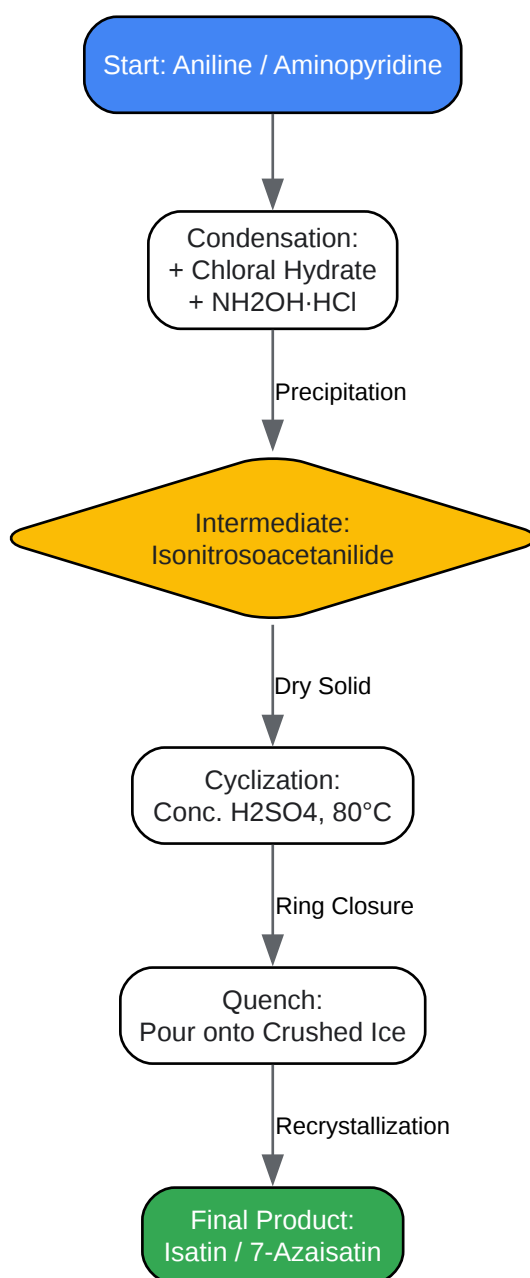 Start: Aniline / Aminopyridine
Condensation:
+ Chloral Hydrate
+ NH2OH·HCl
Precipitation
Intermediate:
Isonitrosoacetanilide
Dry Solid
Cyclization:
Conc. H2SO4, 80°C
Ring Closure
Quench:
Pour onto Crushed Ice
Recrystallization
Final Product:
Isatin / 7-Azaisatin